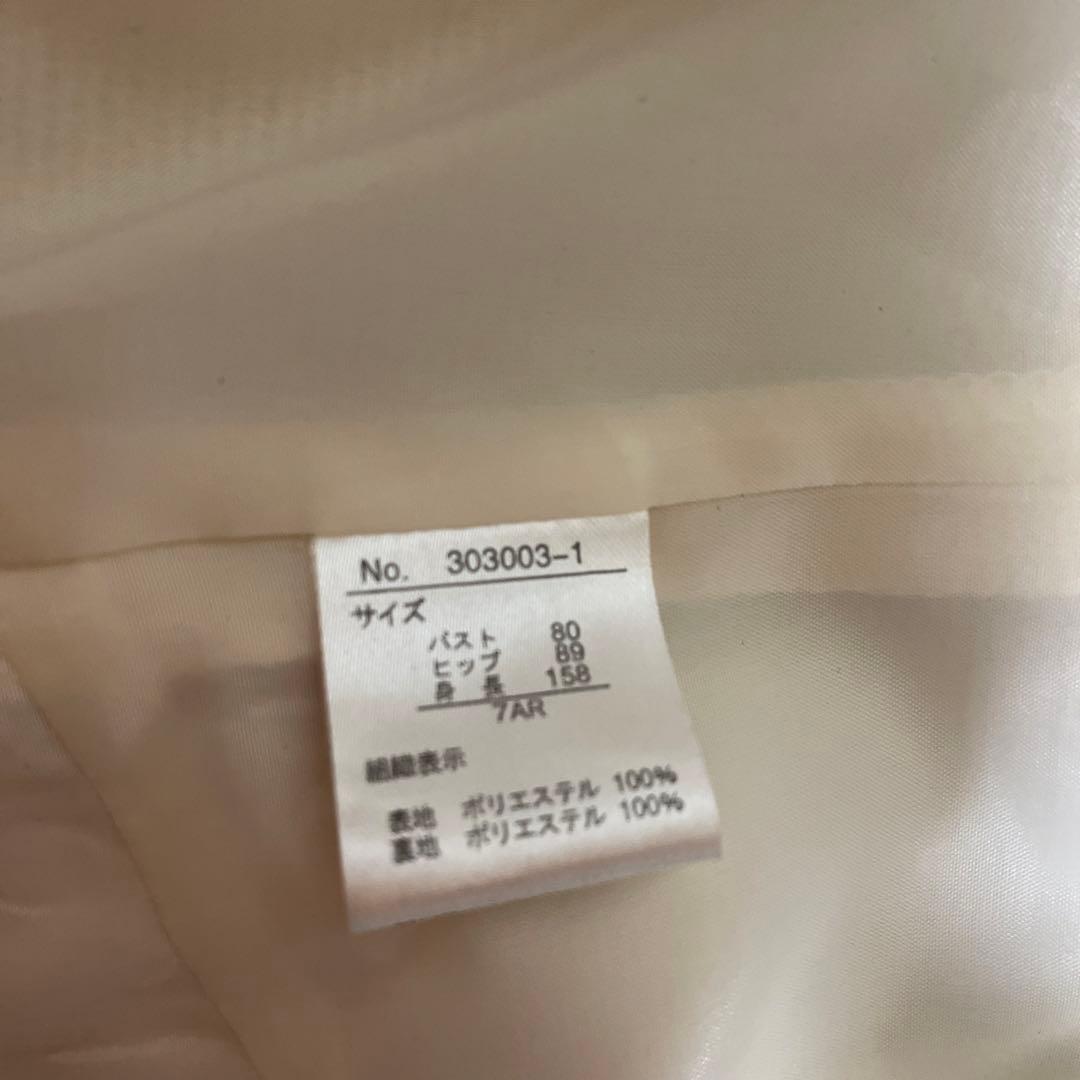 No. 303003-1
サイズ
バスト 80
ヒップ 89
身長 158
7AR
組織表示
表地 ポリエステル 100%
裏地 ポリエステル 100%